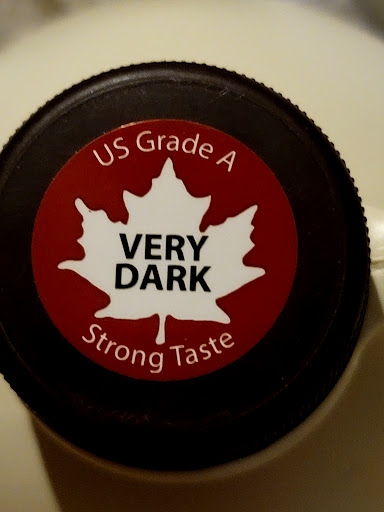 US Grade A
VERY
DARK
Strong Taste